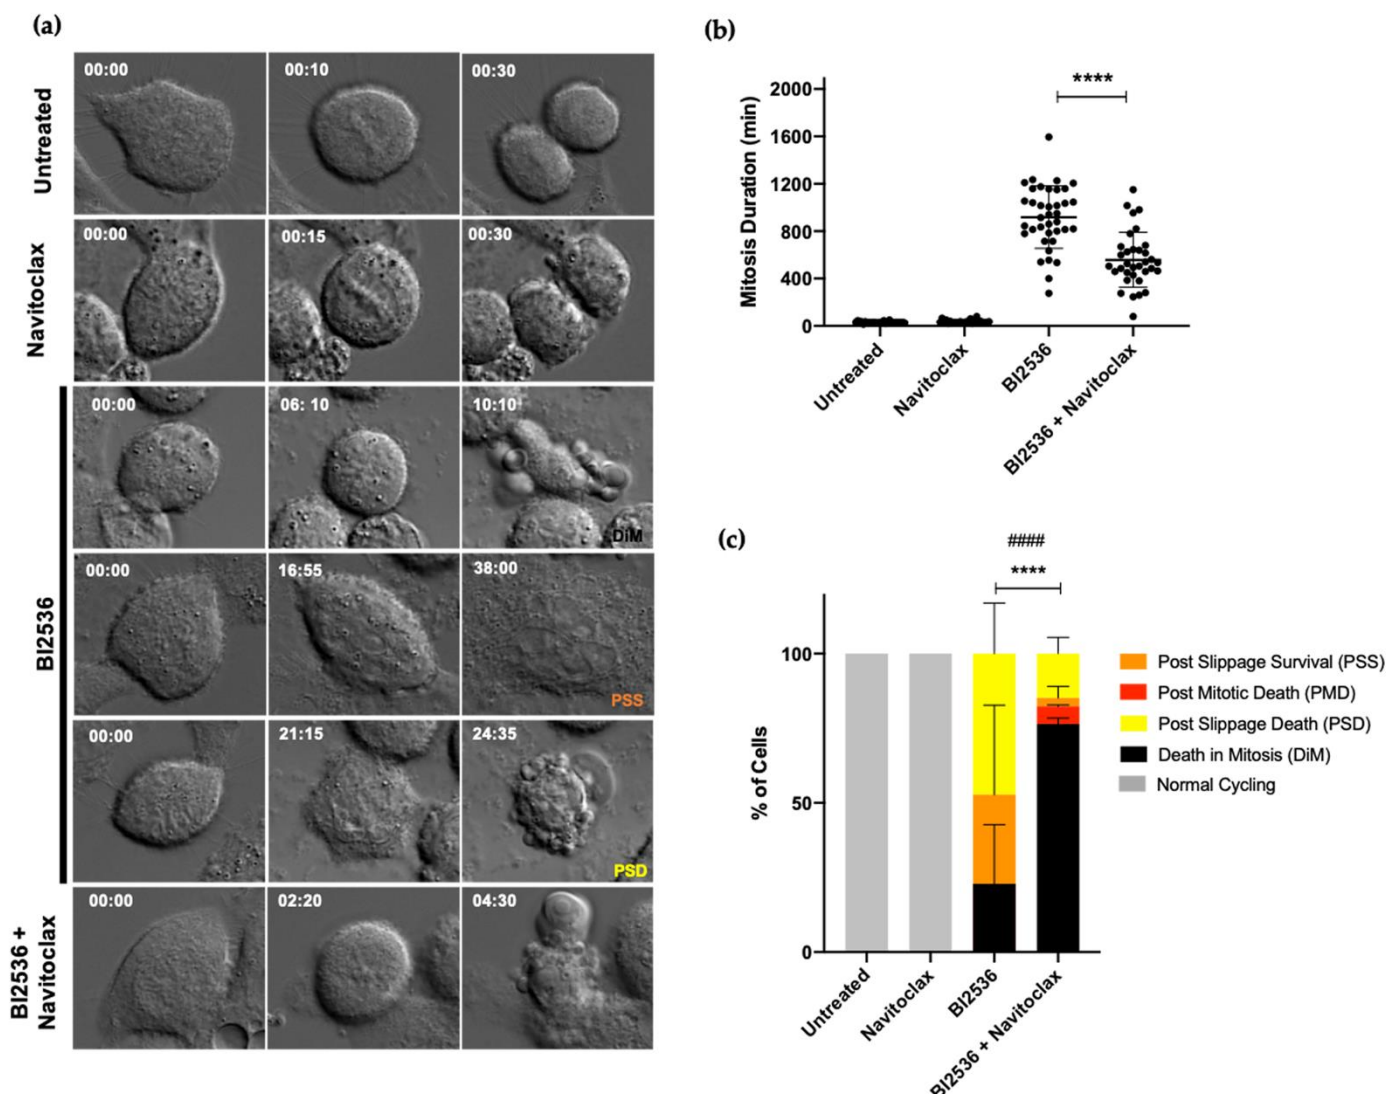 (a)
Untreated
00:00
00:10
00:30
Navitoclax
00:00
00:15
00:30
BI2536
00:00
06: 10
10:10
DiM
00:00
16:55
38:00
PSS
00:00
21:15
24:35
PSD
BI2536 +
Navitoclax
00:00
02:20
04:30
(b)
Mitosis Duration (min)
****
2000
1600
1200
800
400
0
Untreated
Navitoclax
BI2536
BI2536 + Navitoclax
(c)
####
****
% of Cells
100
50
0
Untreated
Navitoclax
BI2536
BI2536 + Navitoclax
Post Slippage Survival (PSS)
Post Mitotic Death (PMD)
Post Slippage Death (PSD)
Death in Mitosis (DiM)
Normal Cycling